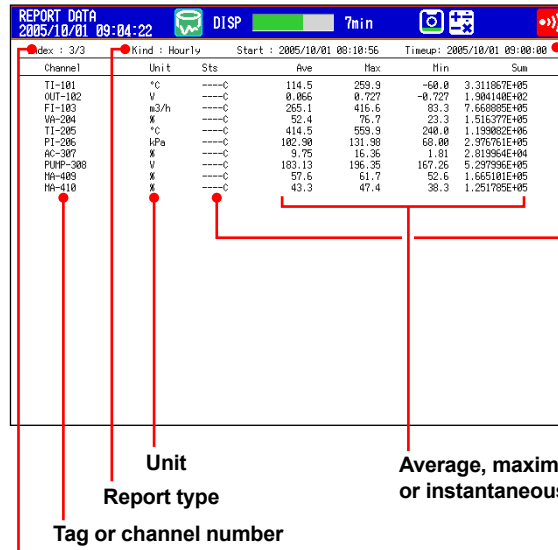 REPORT DATA
2005/10/01 09:04:22 DISP 7min
Index : 3/3 Kind : Hourly Start : 2005/10/01 08:10:56 Timeup: 2005/10/01 09:00:00
Channel Unit Sts Ave Max Min Sum
TI-101 °C ----C 114.5 259.9 -60.0 3.311867E+05
OUT-102 V ----C 0.066 0.727 -0.727 1.904140E+02
FI-103 m3/h ----C 265.1 416.6 83.3 7.668885E+05
VA-204 % ----C 52.4 76.7 23.3 1.516377E+05
TI-205 °C ----C 414.5 559.9 240.0 1.199082E+06
PI-206 kPa ----C 102.90 131.98 68.00 2.976761E+05
AC-307 % ----C 9.75 16.36 1.81 2.819964E+04
PUMP-308 V ----C 183.13 196.35 167.26 5.297996E+05
MA-409 % ----C 57.6 61.7 52.6 1.665101E+05
MA-410 % ----C 43.3 47.4 38.3 1.251785E+05
Unit
Average, maxim
or instantaneous
Report type
Tag or channel number